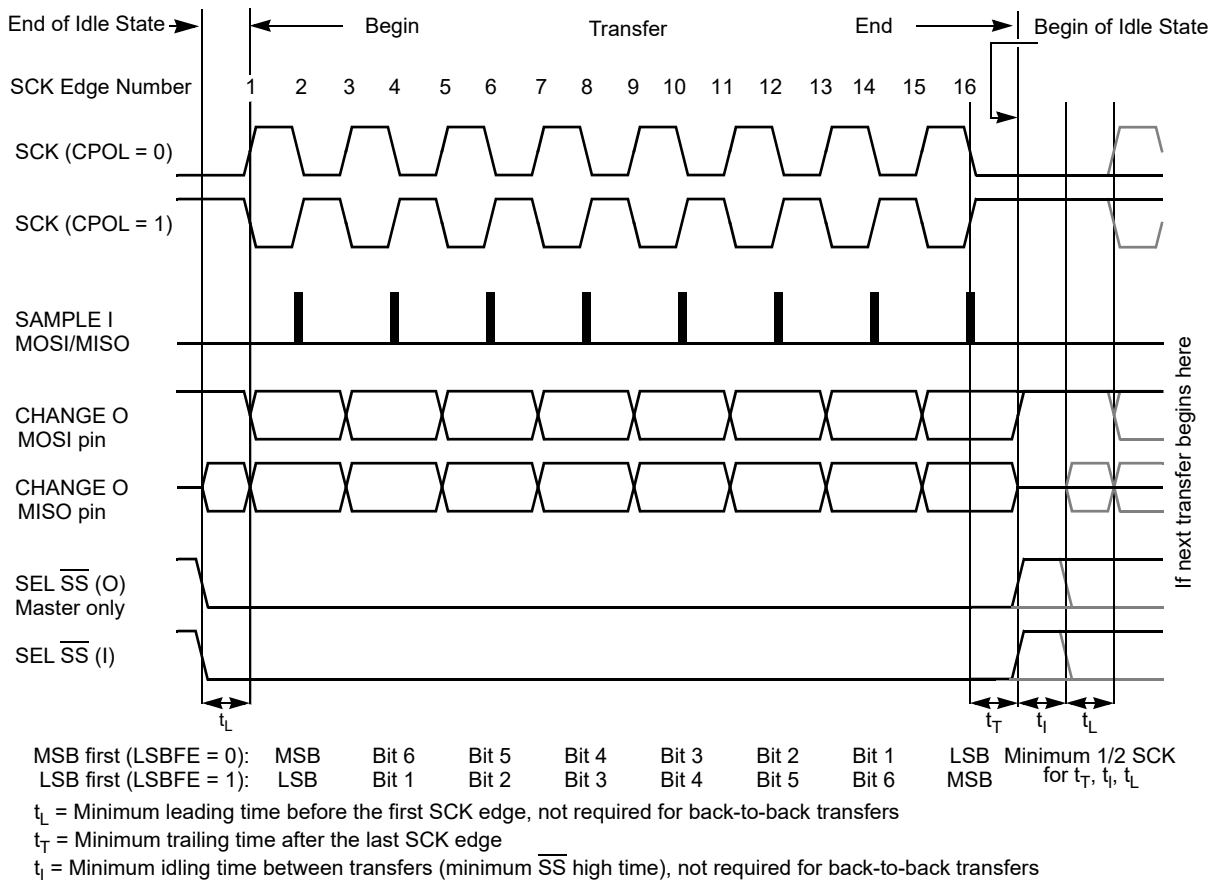 End of Idle State
Begin
Transfer
End
Begin of Idle State
SCK Edge Number
1 2 3 4 5 6 7 8 9 10 11 12 13 14 15 16
SCK (CPOL = 0)
SCK (CPOL = 1)
SAMPLE I
MOSI/MISO
CHANGE O
MOSI pin
CHANGE O
MISO pin
SEL SS (O)
Master only
SEL SS (I)
If next transfer begins here
tL
tT tI tL
MSB first (LSBFE = 0): MSB Bit 6 Bit 5 Bit 4 Bit 3 Bit 2 Bit 1 LSB
LSB first (LSBFE = 1): LSB Bit 1 Bit 2 Bit 3 Bit 4 Bit 5 Bit 6 MSB
Minimum 1/2 SCK
for tT, tI, tL
tL = Minimum leading time before the first SCK edge, not required for back-to-back transfers
tT = Minimum trailing time after the last SCK edge
tI = Minimum idling time between transfers (minimum SS high time), not required for back-to-back transfers